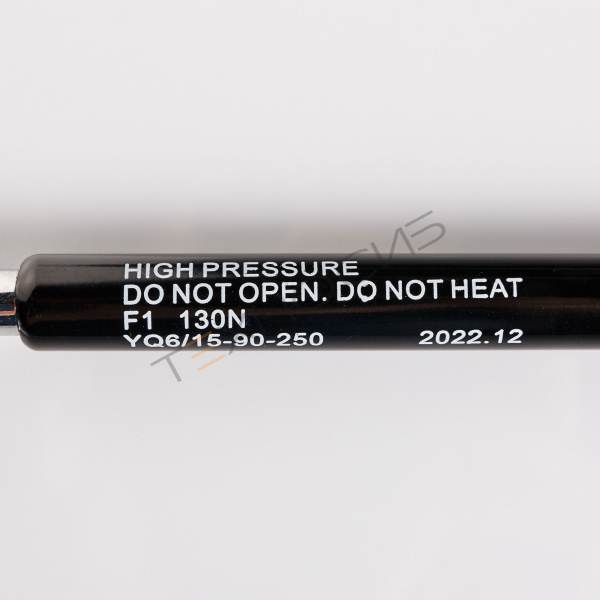 HIGH PRESSURE
DO NOT OPEN. DO NOT HEAT
F1 130N
YQ6/15-90-250 2022.12